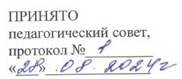 ПРИНЯТО
педагогический совет,
протокол № 1
«28» .08.2024г